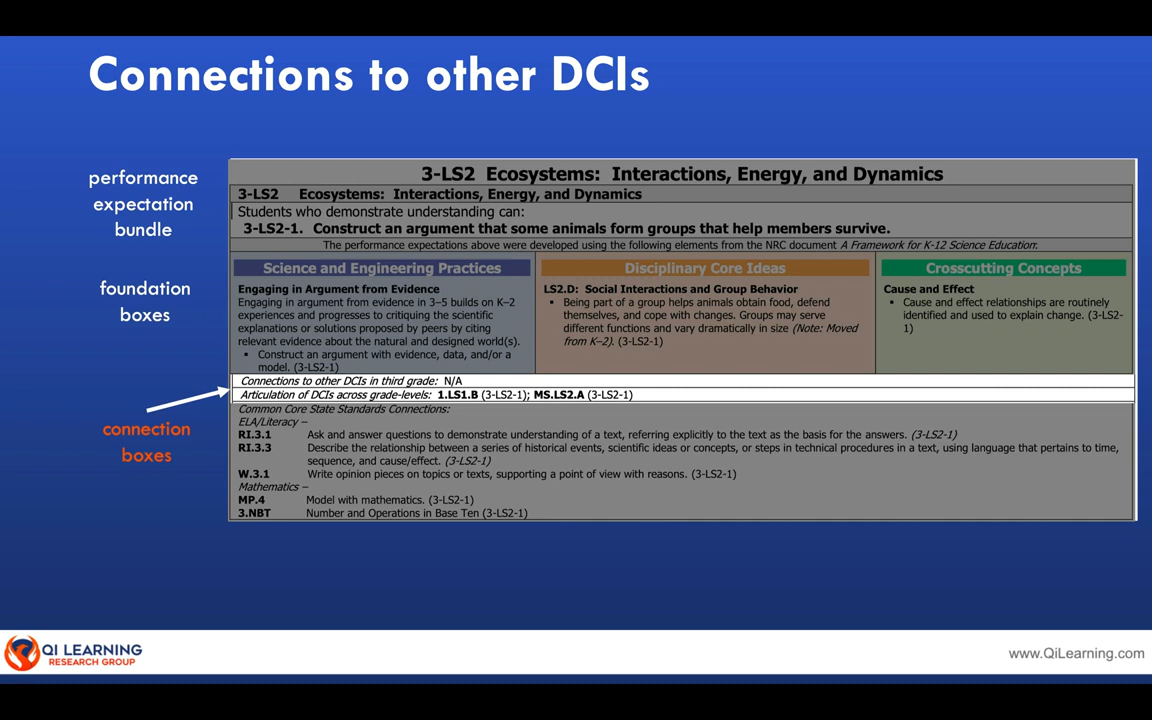 Connections to other DCIs
performance
expectation
bundle
foundation
boxes
connection
boxes
3-LS2 Ecosystems: Interactions, Energy, and Dynamics
3-LS2 Ecosystems: Interactions, Energy, and Dynamics
Students who demonstrate understanding can:
3-LS2-1. Construct an argument that some animals form groups that help members survive.
The performance expectations above were developed using the following elements from the NRC document A Framework for K-12 Science Education:
Science and Engineering Practices
Engaging in Argument from Evidence
Engaging in argument from evidence in 3–5 builds on K–2
experiences and progresses to critiquing the scientific
explanations or solutions proposed by peers by citing
relevant evidence about the natural and designed world(s).
▪ Construct an argument with evidence, data, and/or a
model. (3-LS2-1)
Disciplinary Core Ideas
LS2.D: Social Interactions and Group Behavior
▪ Being part of a group helps animals obtain food, defend
themselves, and cope with changes. Groups may serve
different functions and vary dramatically in size (Note: Moved
from K–2). (3-LS2-1)
Crosscutting Concepts
Cause and Effect
▪ Cause and effect relationships are routinely
identified and used to explain change. (3-LS2-
1)
Connections to other DCIs in third grade: N/A
Articulation of DCIs across grade-levels: 1.LS1.B (3-LS2-1); MS.LS2.A (3-LS2-1)
Common Core State Standards Connections:
ELA/Literacy –
RI.3.1 Ask and answer questions to demonstrate understanding of a text, referring explicitly to the text as the basis for the answers. (3-LS2-1)
RI.3.3 Describe the relationship between a series of historical events, scientific ideas or concepts, or steps in technical procedures in a text, using language that pertains to time,
sequence, and cause/effect. (3-LS2-1)
W.3.1 Write opinion pieces on topics or texts, supporting a point of view with reasons. (3-LS2-1)
Mathematics –
MP.4 Model with mathematics. (3-LS2-1)
3.NBT Number and Operations in Base Ten (3-LS2-1)
QI LEARNING
RESEARCH GROUP
www.QiLearning.com